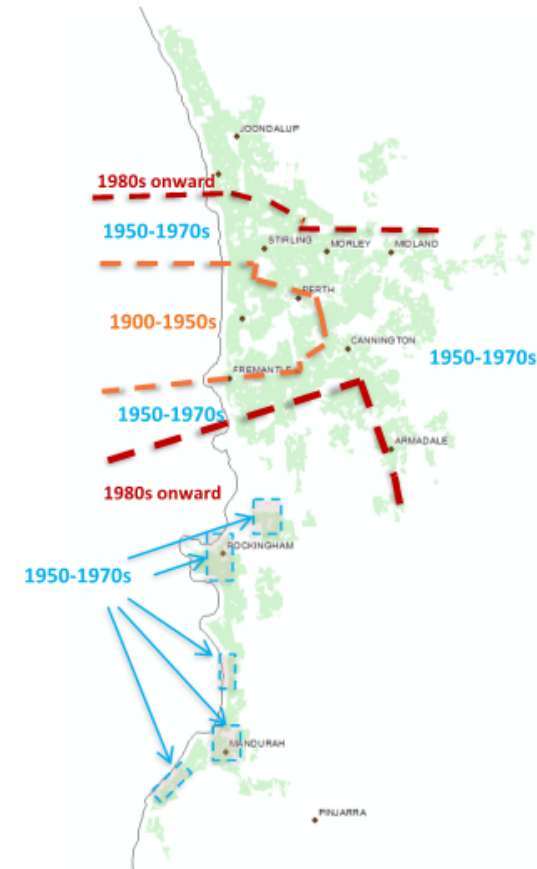 JOONDALUP
1980s onward
1950-1970s
STIRLING
MORLEY
MIDLAND
PERTH
1900-1950s
CANNINGTON
1950-1970s
FREMANTLE
1950-1970s
ARMADALE
1980s onward
ROCKINGHAM
1950-1970s
MANDURAH
PINJARRA